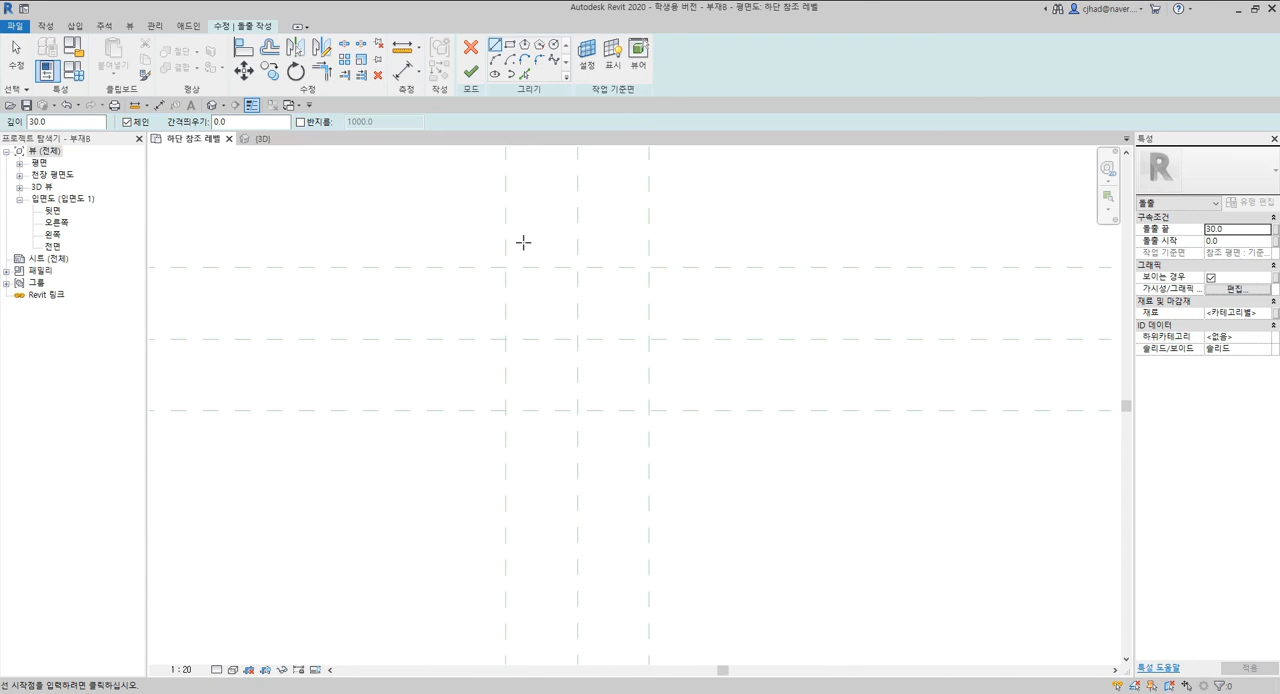 Autodesk Revit 2020 - 학생용 버전 - 부재B - 평면도: 하단 참조 레벨
cjhad@naver....
파일 작성 삽입 주석 뷰 관리 애드인 수정 | 돌출 작성
수정 붙여넣기 절단 결합 작성 설정 표시 뷰어
선택 특성 클립보드 형상 수정 측정 작성 모드 그리기 작업 기준면
깊이 30.0 체인 간격띄우기: 0.0 반지름: 1000.0
프로젝트 탐색기 - 부재B
하단 참조 레벨 {3D}
특성
뷰 (전체)
평면
천장 평면도
3D 뷰
입면도 (입면도 1)
뒷면
오른쪽
왼쪽
전면
시트 (전체)
패밀리
그룹
Revit 링크
2D
돌출 유형 편집
구속조건
돌출 끝 30.0
돌출 시작 0.0
작업 기준면 참조 평면 : 기준...
그래픽
보이는 경우
가시성/그래픽 ... 편집...
재료 및 마감재
재료 <카테고리별>
ID 데이터
하위카테고리 <없음>
솔리드/보이드 솔리드
1 : 20
특성 도움말 적용
선 시작점을 입력하려면 클릭하십시오.
:0